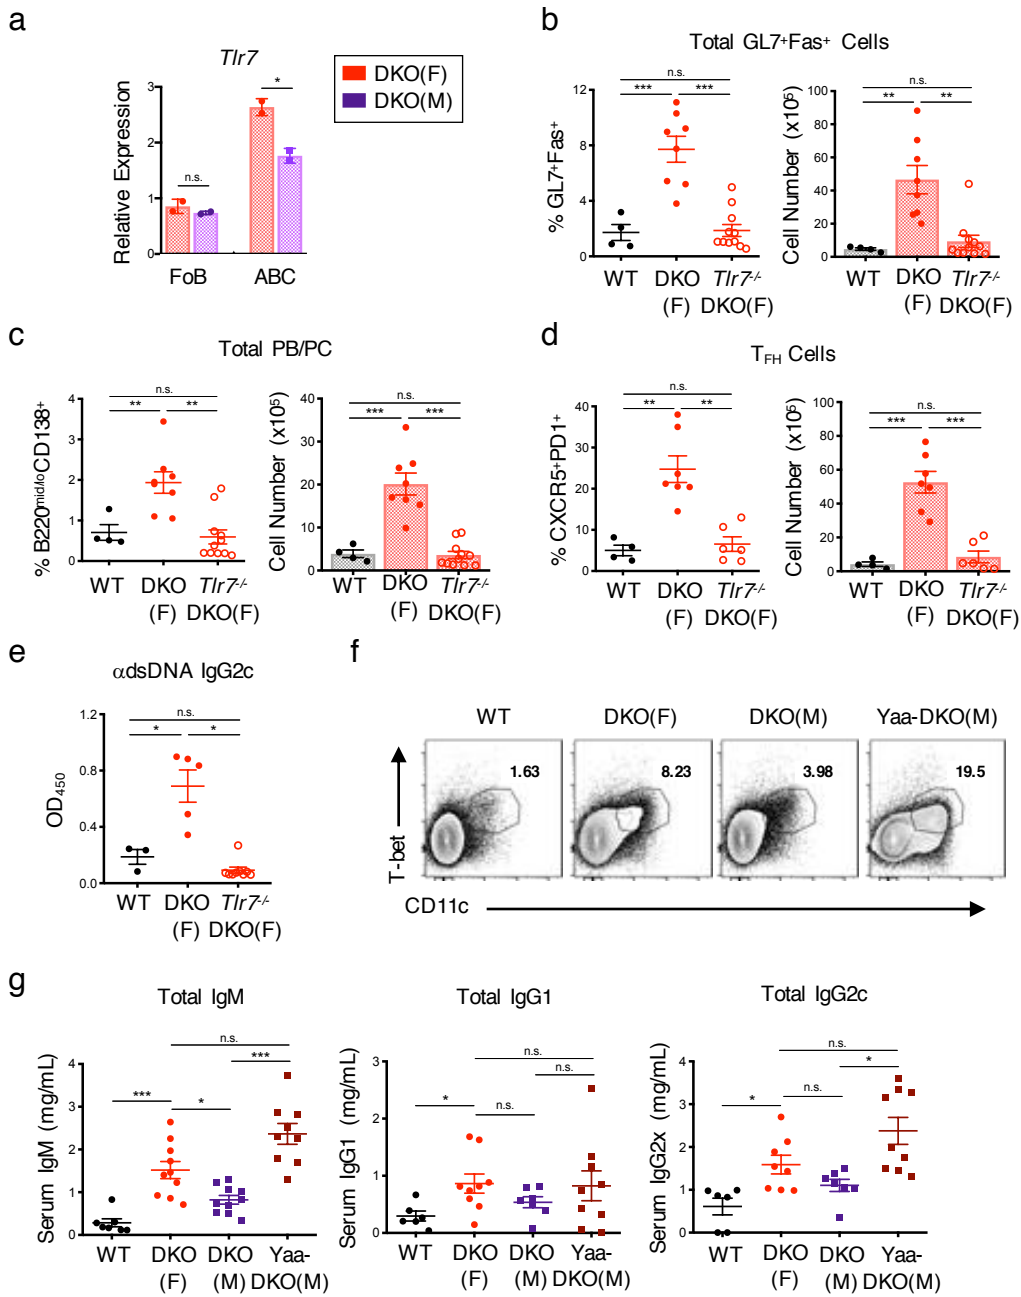 a
Tlr7
DKO(F)
DKO(M)
Relative Expression
3
2
1
0
n.s.
*
FoB
ABC
b
Total GL7+Fas+ Cells
% GL7+Fas+
12
8
4
0
n.s.
*** ***
WT
DKO (F)
Tlr7-/- DKO(F)
Cell Number (x10⁵)
100
80
60
40
20
0
n.s.
** **
WT
DKO (F)
Tlr7-/- DKO(F)
c
Total PB/PC
% B220mid/loCD138+
4
3
2
1
0
n.s.
** **
WT
DKO (F)
Tlr7-/- DKO(F)
Cell Number (x10⁵)
40
30
20
10
0
n.s.
*** ***
WT
DKO (F)
Tlr7-/- DKO(F)
d
TFH Cells
% CXCR5+PD1+
40
30
20
10
0
n.s.
** **
WT
DKO (F)
Tlr7-/- DKO(F)
Cell Number (x10⁵)
100
80
60
40
20
0
n.s.
*** ***
WT
DKO (F)
Tlr7-/- DKO(F)
e
αdsDNA IgG2c
OD450
1.2
0.8
0.4
0.0
n.s.
* *
WT
DKO (F)
Tlr7-/- DKO(F)
f
WT
DKO(F)
DKO(M)
Yaa-DKO(M)
1.63
8.23
3.98
19.5
T-bet
CD11c
g
Total IgM
Serum IgM (mg/mL)
4
3
2
1
0
n.s.
***
*** *
WT
DKO (F)
DKO (M)
Yaa- DKO(M)
Total IgG1
Serum IgG1 (mg/mL)
3
2
1
0
n.s.
n.s.
* n.s.
WT
DKO (F)
DKO (M)
Yaa- DKO(M)
Total IgG2c
Serum IgG2x (mg/mL)
4
2
0
n.s.
*
* n.s.
WT
DKO (F)
DKO (M)
Yaa- DKO(M)